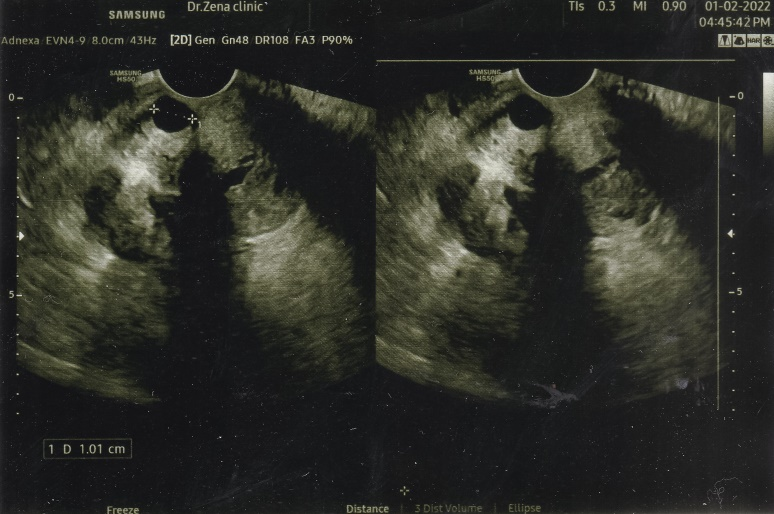 SAMSUNG
Dr.Zena clinic
TIs 0.3 MI 0.90 01-02-2022
04:45:42 PM
Adnexa/EVN4-9/8.0cm/43Hz [2D] Gen Gn48 DR108 FA3 P90%
HAR
SAMSUNG
HS50
SAMSUNG
HS50
0
0
5
5
1 D 1.01 cm
Freeze Distance 3 Dist Volume Ellipse